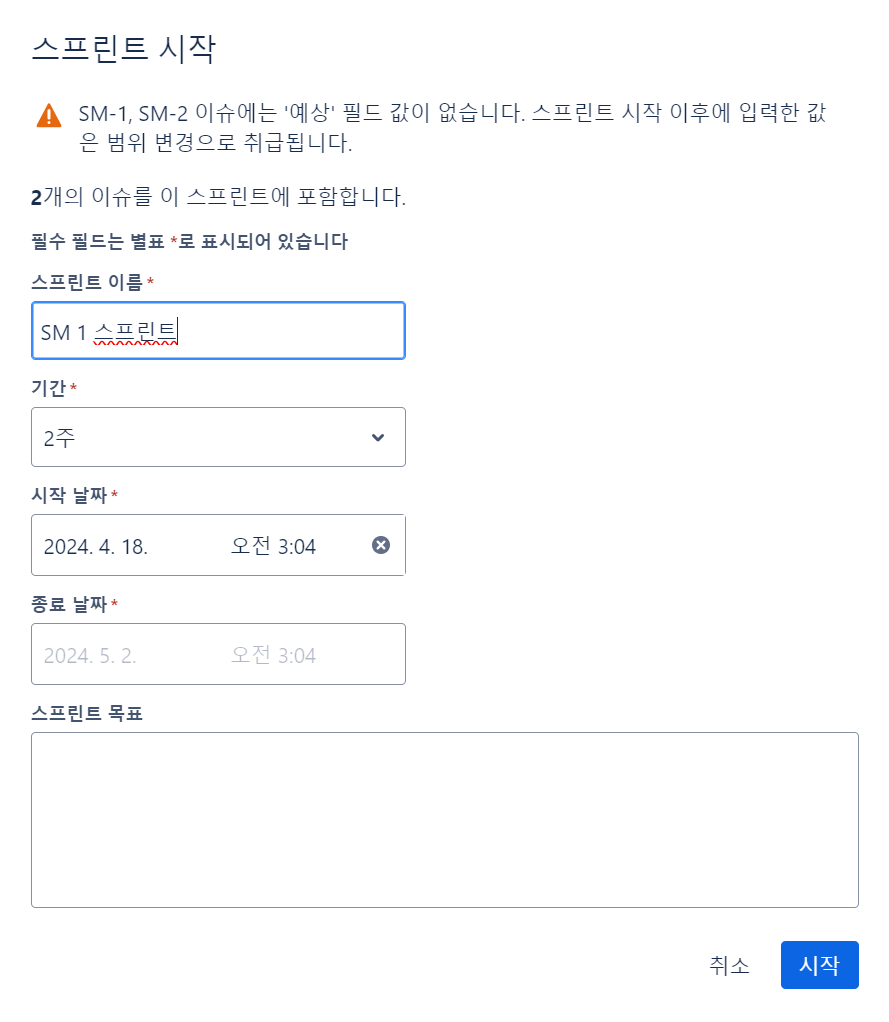 스프린트 시작
SM-1, SM-2 이슈에는 '예상' 필드 값이 없습니다. 스프린트 시작 이후에 입력한 값
은 범위 변경으로 취급됩니다.
2개의 이슈를 이 스프린트에 포함합니다.
필수 필드는 별표 *로 표시되어 있습니다
스프린트 이름 *
SM 1 스프린트
기간 *
2주
시작 날짜 *
2024. 4. 18. 오전 3:04
종료 날짜 *
2024. 5. 2. 오전 3:04
스프린트 목표
취소 시작